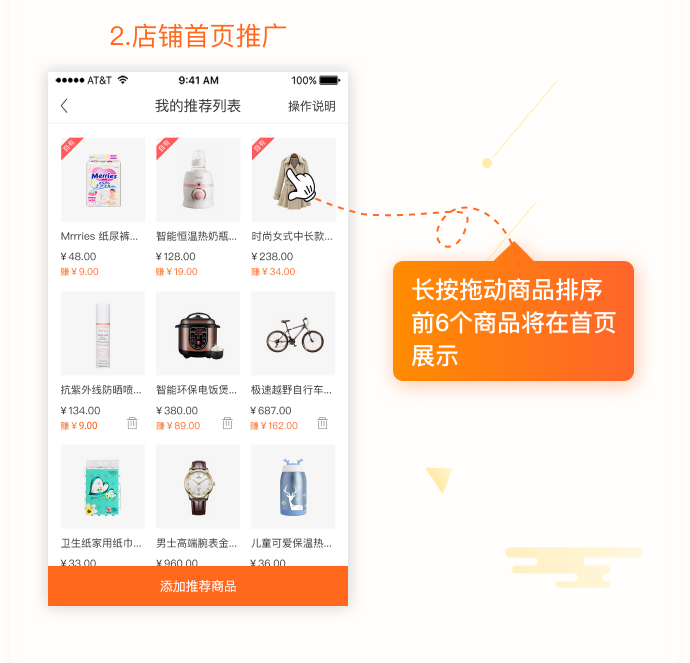 2.店铺首页推广
AT&T 9:41 AM 100%
我的推荐列表 操作说明
自有 自有 自有
Merries
Mrrries 纸尿裤... 智能恒温热奶瓶... 时尚女式中长款...
¥48.00 ¥128.00 ¥238.00
赚¥9.00 赚¥19.00 赚¥34.00
长按拖动商品排序
前6个商品将在首页
展示
抗紫外线防晒喷... 智能环保电饭煲... 极速越野自行车...
¥134.00 ¥380.00 ¥687.00
赚¥9.00 赚¥89.00 赚¥162.00
卫生纸家用纸巾... 男士高端腕表金... 儿童可爱保温热...
¥33.00 ¥960.00 ¥36.00
添加推荐商品